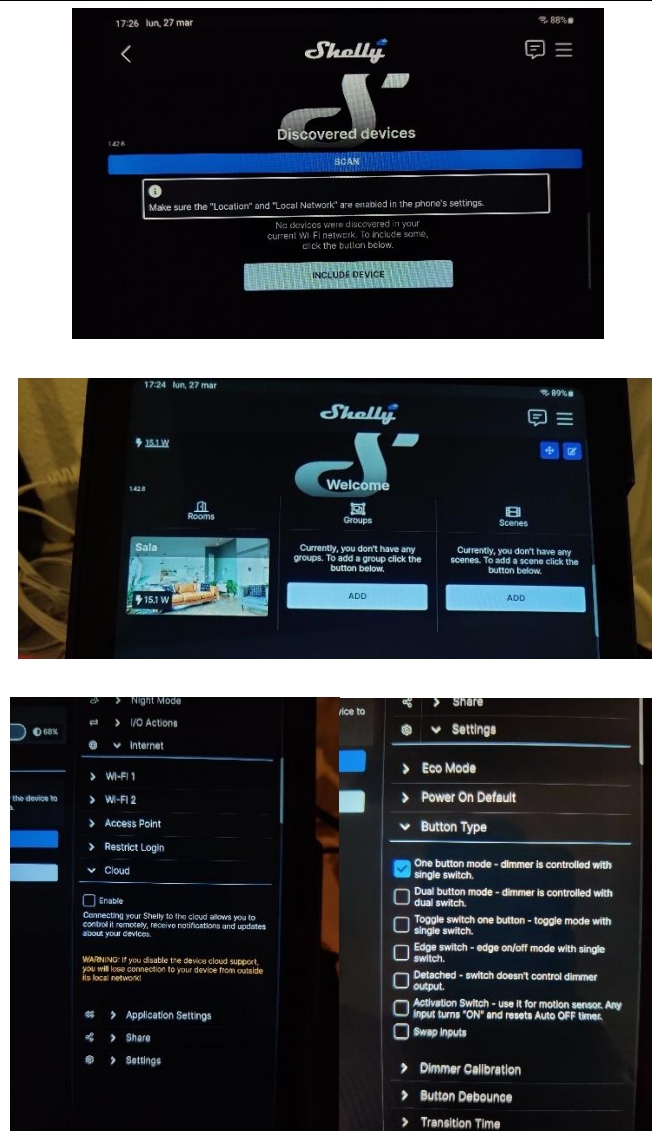 17:26 lun, 27 mar
88%
Shelly
Discovered devices
1.42.6
SCAN
Make sure the "Location" and "Local Network" are enabled in the phone's settings.
No devices were discovered in your
current Wi-Fi network. To include some,
click the button below.
INCLUDE DEVICE
17:24 lun, 27 mar
89%
Shelly
15.1 W
Welcome
1.42.6
Rooms
Groups
Scenes
Sala
15.1 W
Currently, you don't have any
groups. To add a group click the
button below.
ADD
Currently, you don't have any
scenes. To add a scene click the
button below.
ADD
Night Mode
68%
I/O Actions
Internet
Wi-Fi 1
the device to
Wi-Fi 2
Access Point
Restrict Login
Cloud
Enable
Connecting your Shelly to the cloud allows you to
control it remotely, receive notifications and updates
about your devices.
WARNING: If you disable the device cloud support,
you will lose connection to your device from outside
its local network!
Application Settings
Share
Settings
Share
vice to
Settings
Eco Mode
Power On Default
Button Type
One button mode - dimmer is controlled with
single switch.
Dual button mode - dimmer is controlled with
dual switch.
Toggle switch one button - toggle mode with
single switch.
Edge switch - edge on/off mode with single
switch.
Detached - switch doesn't control dimmer
output.
Activation Switch - use it for motion sensor. Any
input turns "ON" and resets Auto OFF timer.
Swap inputs
Dimmer Calibration
Button Debounce
Transition Time